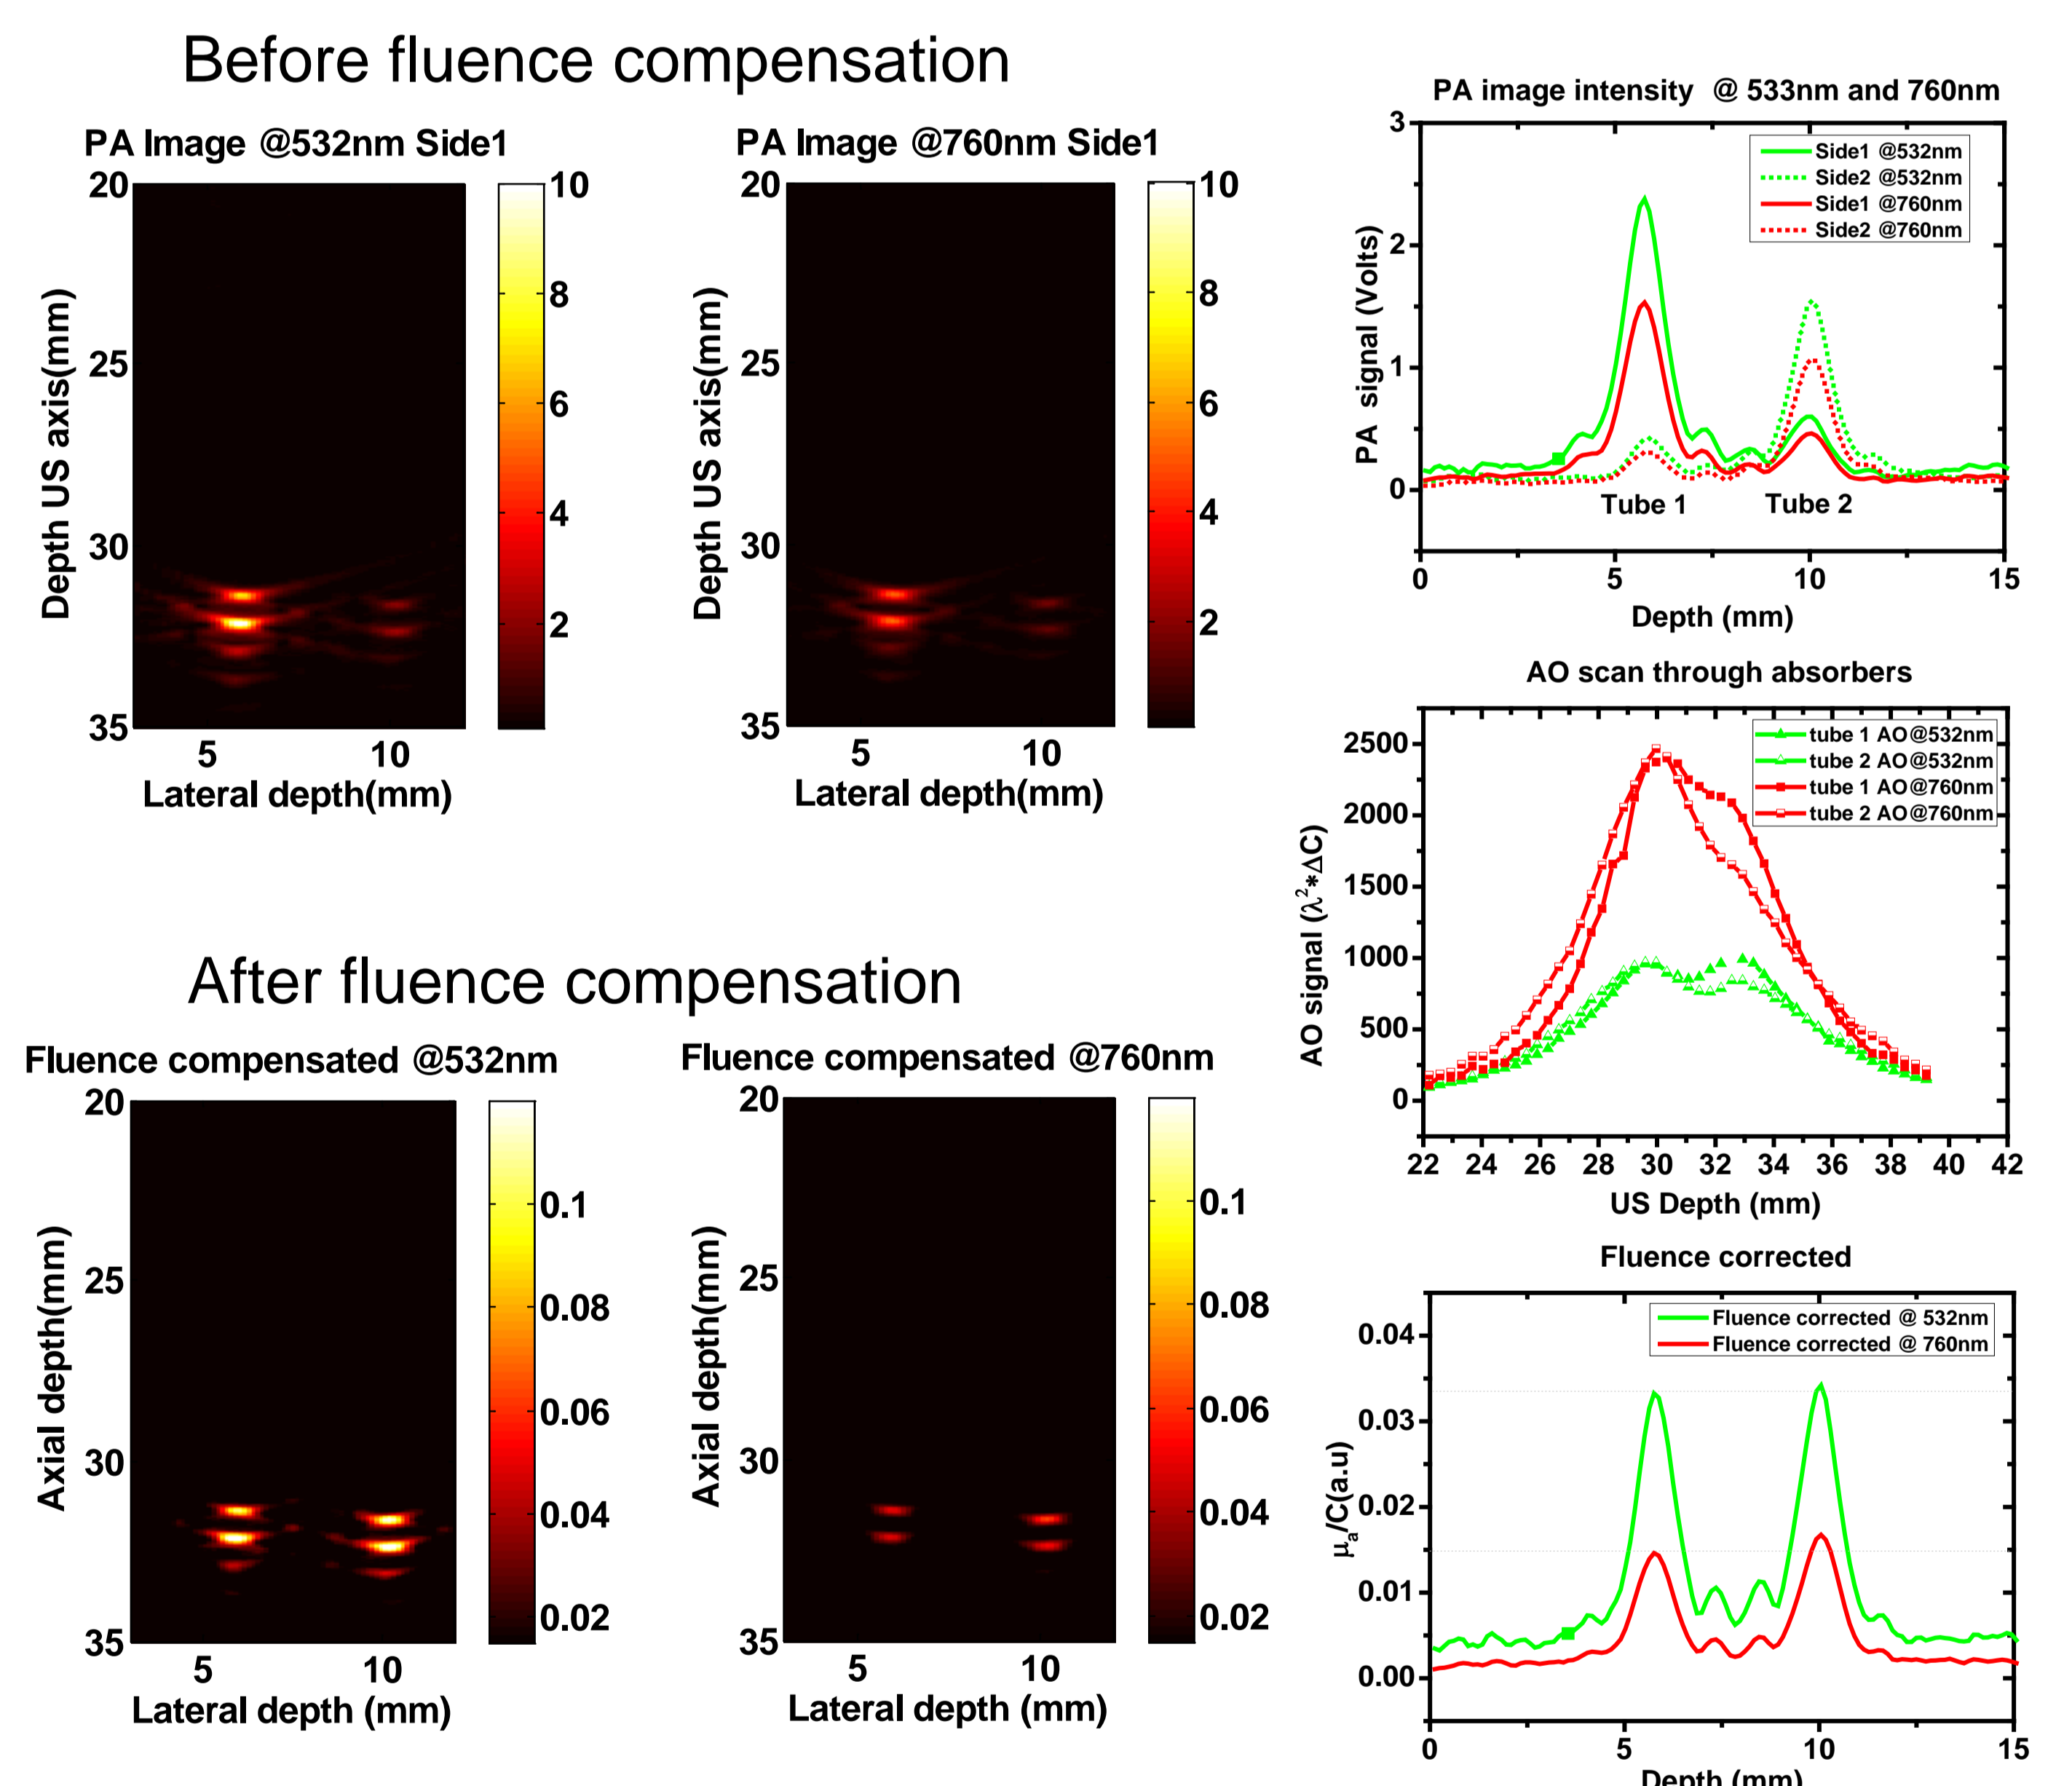 Before fluence compensation
PA Image @532nm Side1
20
25
30
35
5
10
Depth US axis(mm)
Lateral depth(mm)
10
8
6
4
2
PA Image @760nm Side1
20
25
30
35
5
10
Depth US axis(mm)
Lateral depth(mm)
10
8
6
4
2
PA image intensity @ 533nm and 760nm
Side1 @532nm
Side2 @532nm
Side1 @760nm
Side2 @760nm
PA signal (Volts)
3
2
1
0
Tube 1
Tube 2
0
5
10
15
Depth (mm)
AO scan through absorbers
tube 1 AO@532nm
tube 2 AO@532nm
tube 1 AO@760nm
tube 2 AO@760nm
AO signal (λ²*ΔC)
2500
2000
1500
1000
500
0
22 24 26 28 30 32 34 36 38 40 42
US Depth (mm)
After fluence compensation
Fluence compensated @532nm
20
25
30
35
5
10
Axial depth(mm)
Lateral depth (mm)
0.1
0.08
0.06
0.04
0.02
Fluence compensated @760nm
20
25
30
35
5
10
Axial depth(mm)
Lateral depth (mm)
0.1
0.08
0.06
0.04
0.02
Fluence corrected
Fluence corrected @ 532nm
Fluence corrected @ 760nm
μa/C(a.u)
0.04
0.03
0.02
0.01
0.00
0
5
10
15
Depth (mm)